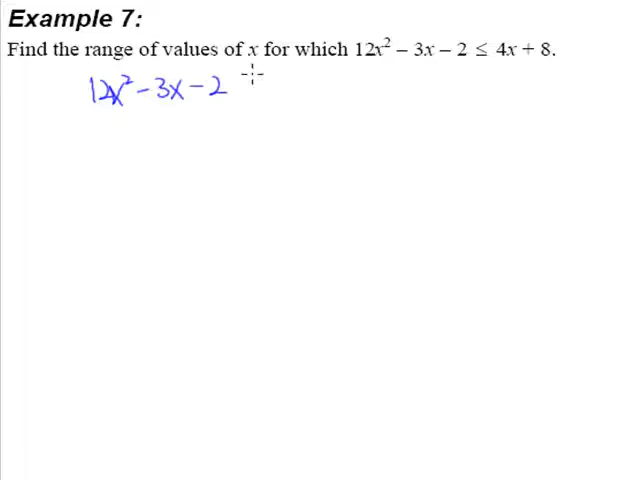 Example 7:
Find the range of values of x for which 12x² − 3x − 2 ≤ 4x + 8.
12x² − 3x − 2